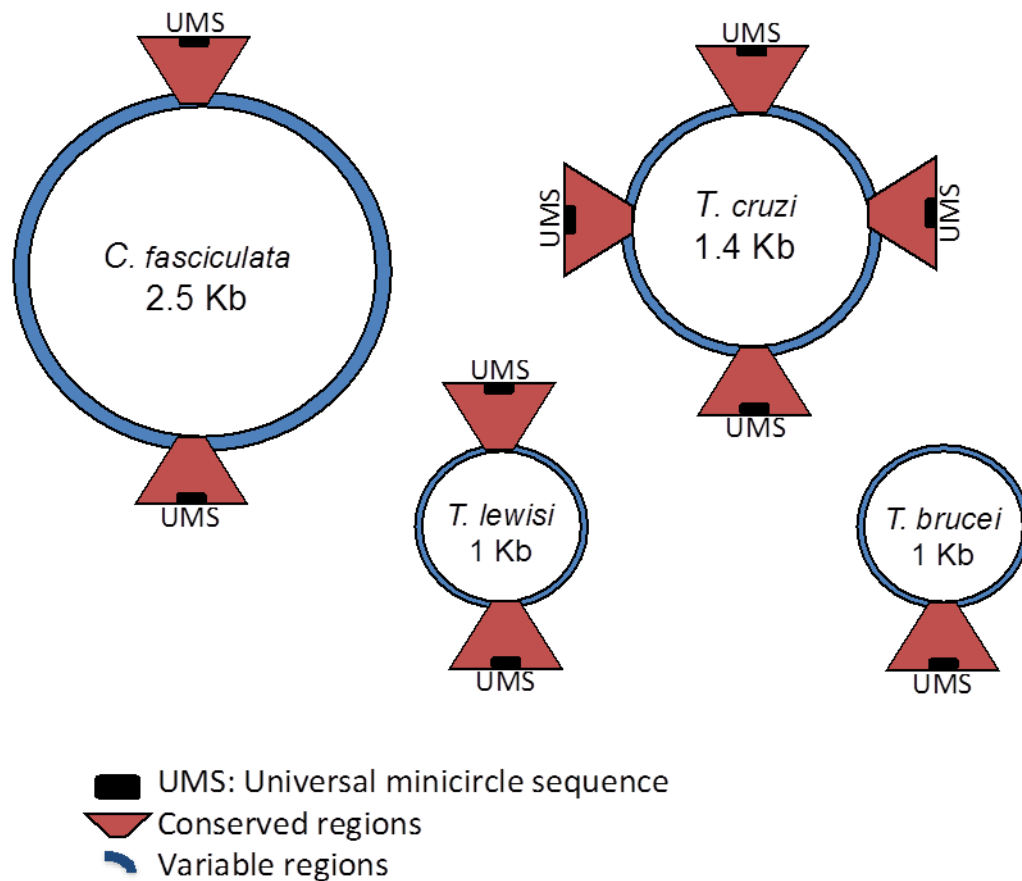 UMS
C. fasciculata
2.5 Kb
UMS
UMS
UMS
T. cruzi
1.4 Kb
UMS
UMS
UMS
T. lewisi
1 Kb
UMS
T. brucei
1 Kb
UMS
UMS: Universal minicircle sequence
Conserved regions
Variable regions